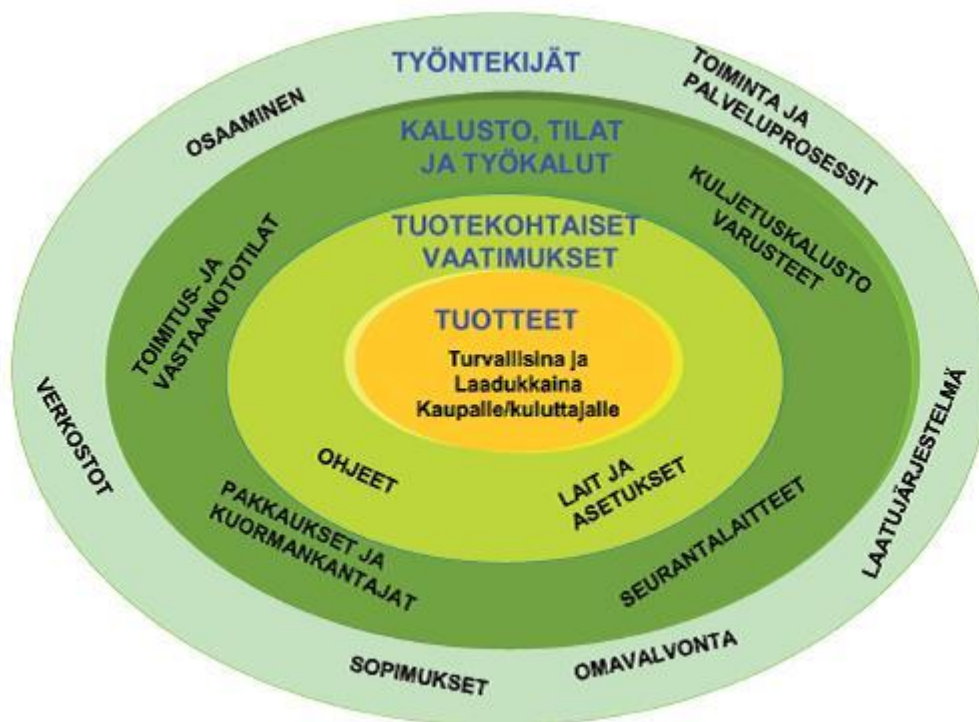 TYÖNTEKIJÄT
OSAAMINEN
TOIMINTA JA
PALVELUPROSESSIT
KALUSTO, TILAT
JA TYÖKALUT
KULJETUSKALUSTO
VARUSTEET
TOIMITUS- JA
VASTAANOTOTILAT
TUOTEKOHTAISET
VAATIMUKSET
TUOTTEET
Turvallisina ja
Laadukkaina
Kaupalle/kuluttajalle
VERKOSTOT
OHJEET
LAIT JA
ASETUKSET
LAATUJÄRJESTELMÄ
PAKKAUKSET JA
KUORMANKANTAJAT
SEURANTALAITTEET
SOPIMUKSET
OMAVALVONTA